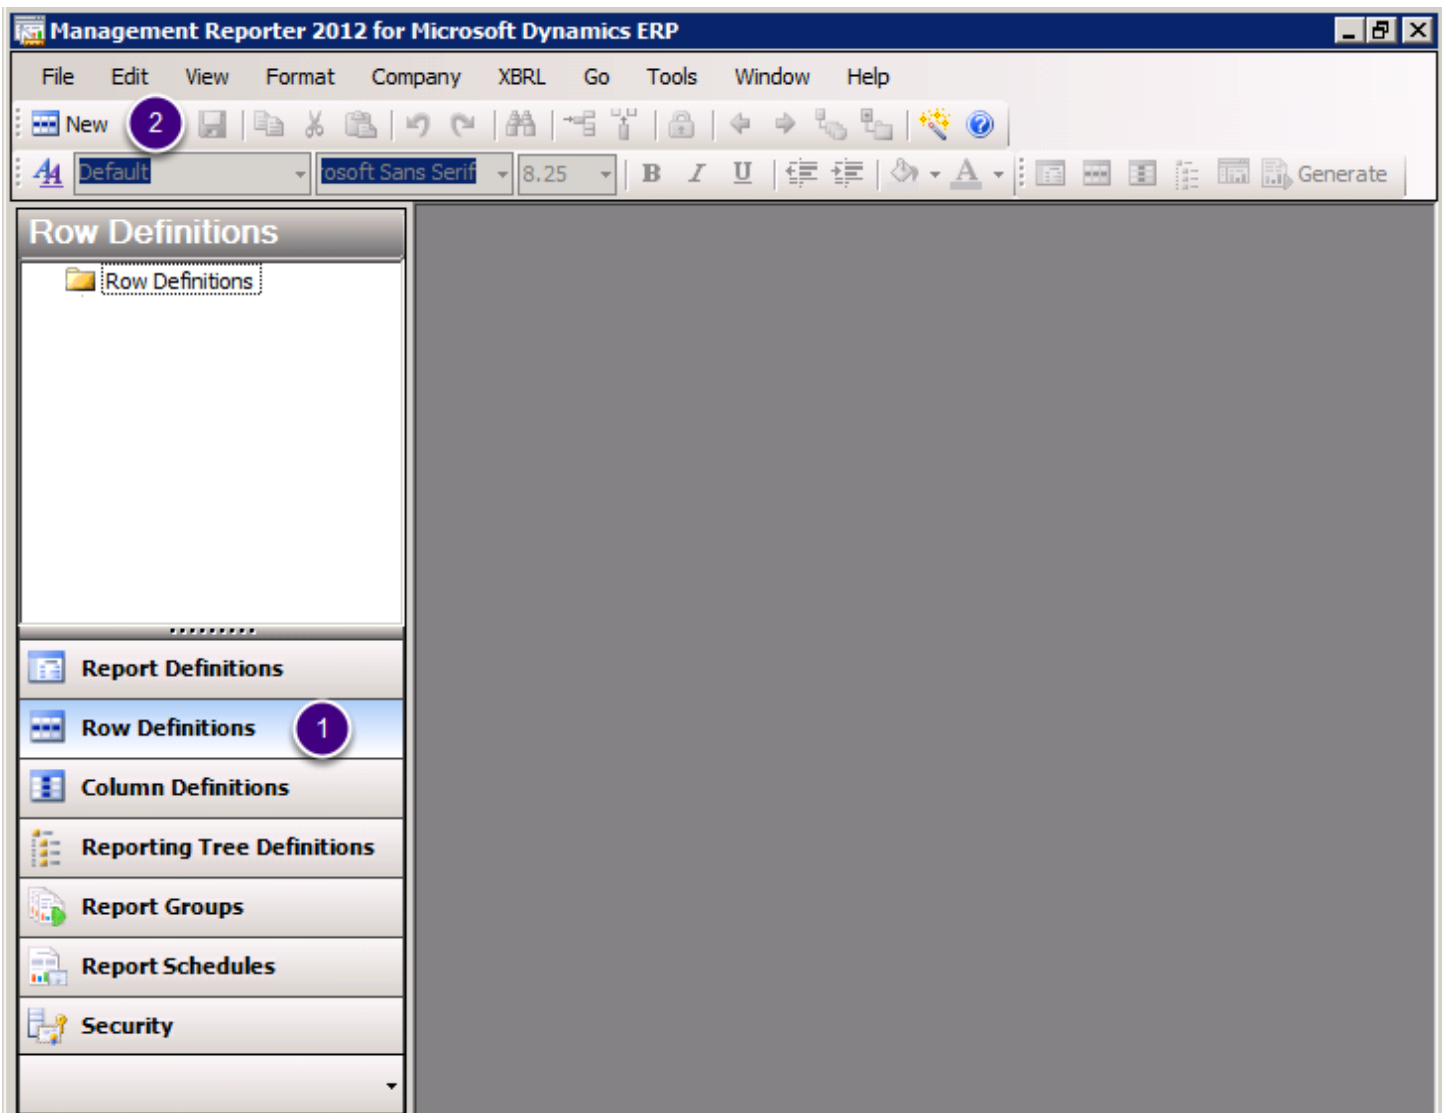 Management Reporter 2012 for Microsoft Dynamics ERP
File Edit View Format Company XBRL Go Tools Window Help
New 2
Default osoft Sans Serif 8.25 B I U A Generate
Row Definitions
Row Definitions
Report Definitions
Row Definitions 1
Column Definitions
Reporting Tree Definitions
Report Groups
Report Schedules
Security